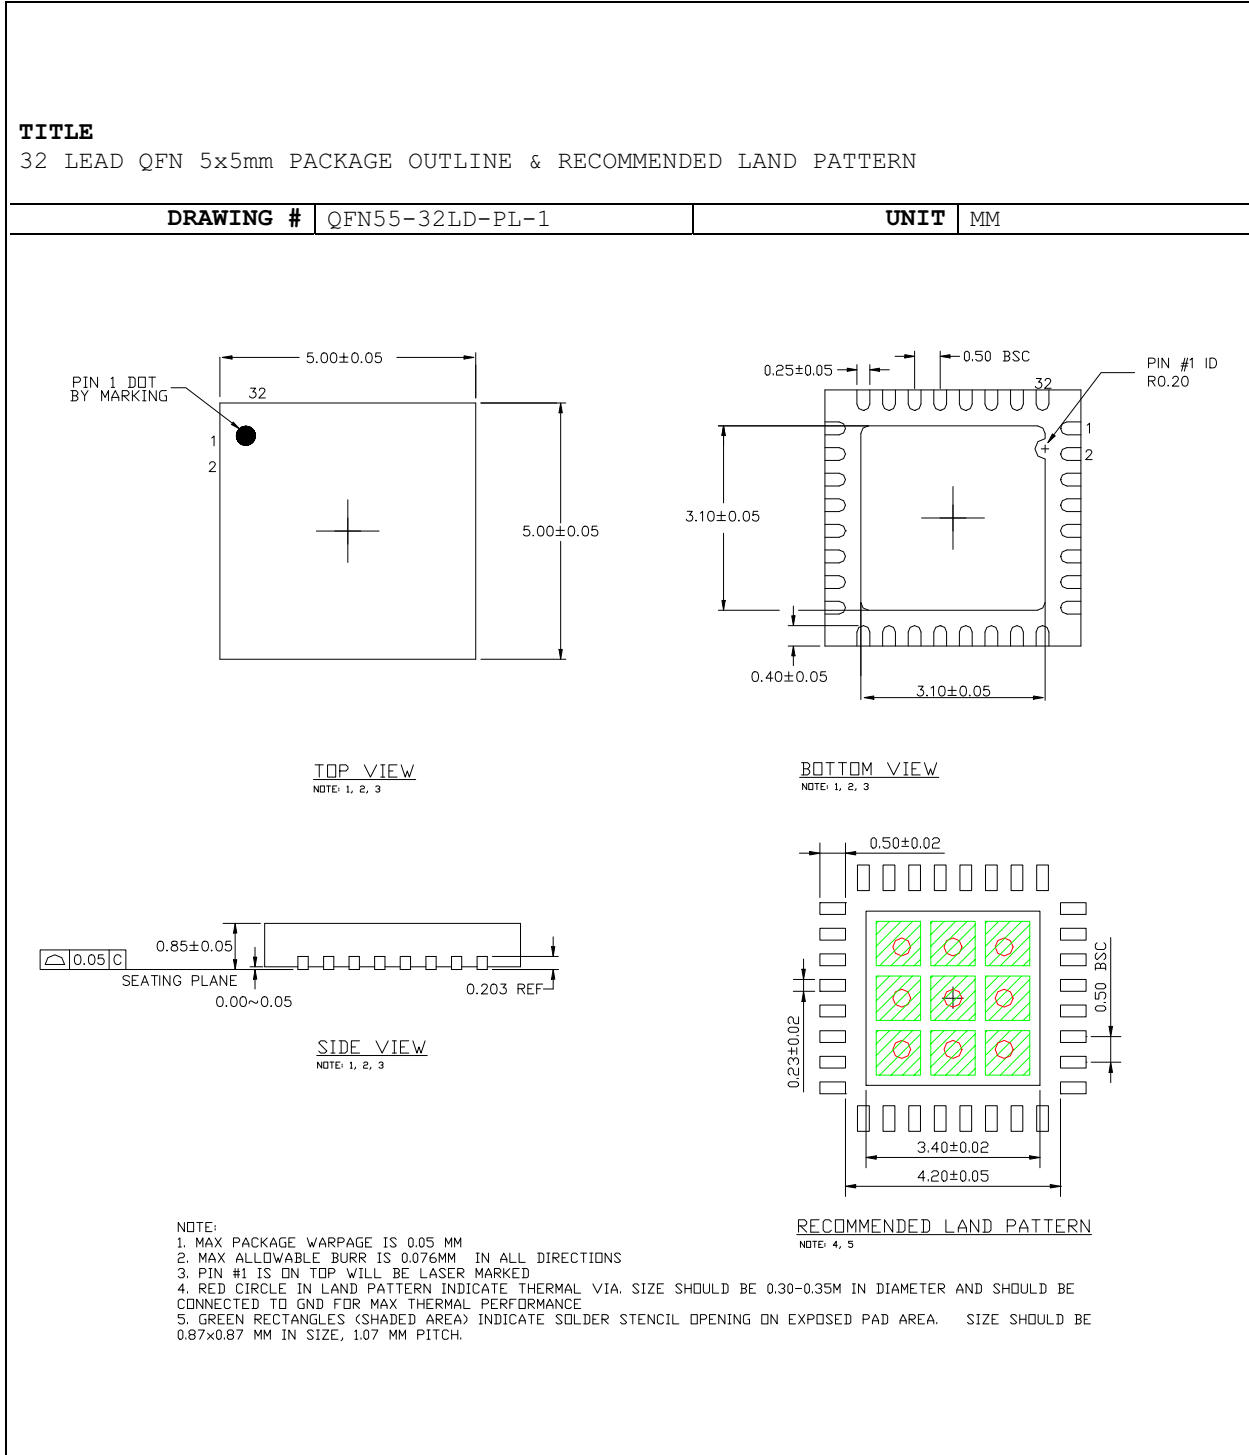 TITLE
32 LEAD QFN 5x5mm PACKAGE OUTLINE & RECOMMENDED LAND PATTERN
DRAWING # QFN55-32LD-PL-1 UNIT MM
5.00±0.05
PIN 1 DOT
BY MARKING
32
1
2
5.00±0.05
TOP VIEW
NOTE: 1, 2, 3
0.25±0.05
0.50 BSC
PIN #1 ID
R0.20
32
1
2
3.10±0.05
0.40±0.05
3.10±0.05
BOTTOM VIEW
NOTE: 1, 2, 3
0.85±0.05
0.05 C
SEATING PLANE
0.00~0.05
0.203 REF
SIDE VIEW
NOTE: 1, 2, 3
0.50±0.02
0.50 BSC
0.23±0.02
3.40±0.02
4.20±0.05
RECOMMENDED LAND PATTERN
NOTE: 4, 5
NOTE:
1. MAX PACKAGE WARPAGE IS 0.05 MM
2. MAX ALLOWABLE BURR IS 0.076MM IN ALL DIRECTIONS
3. PIN #1 IS ON TOP WILL BE LASER MARKED
4. RED CIRCLE IN LAND PATTERN INDICATE THERMAL VIA. SIZE SHOULD BE 0.30-0.35M IN DIAMETER AND SHOULD BE
CONNECTED TO GND FOR MAX THERMAL PERFORMANCE
5. GREEN RECTANGLES (SHADED AREA) INDICATE SOLDER STENCIL OPENING ON EXPOSED PAD AREA. SIZE SHOULD BE
0.87x0.87 MM IN SIZE, 1.07 MM PITCH.